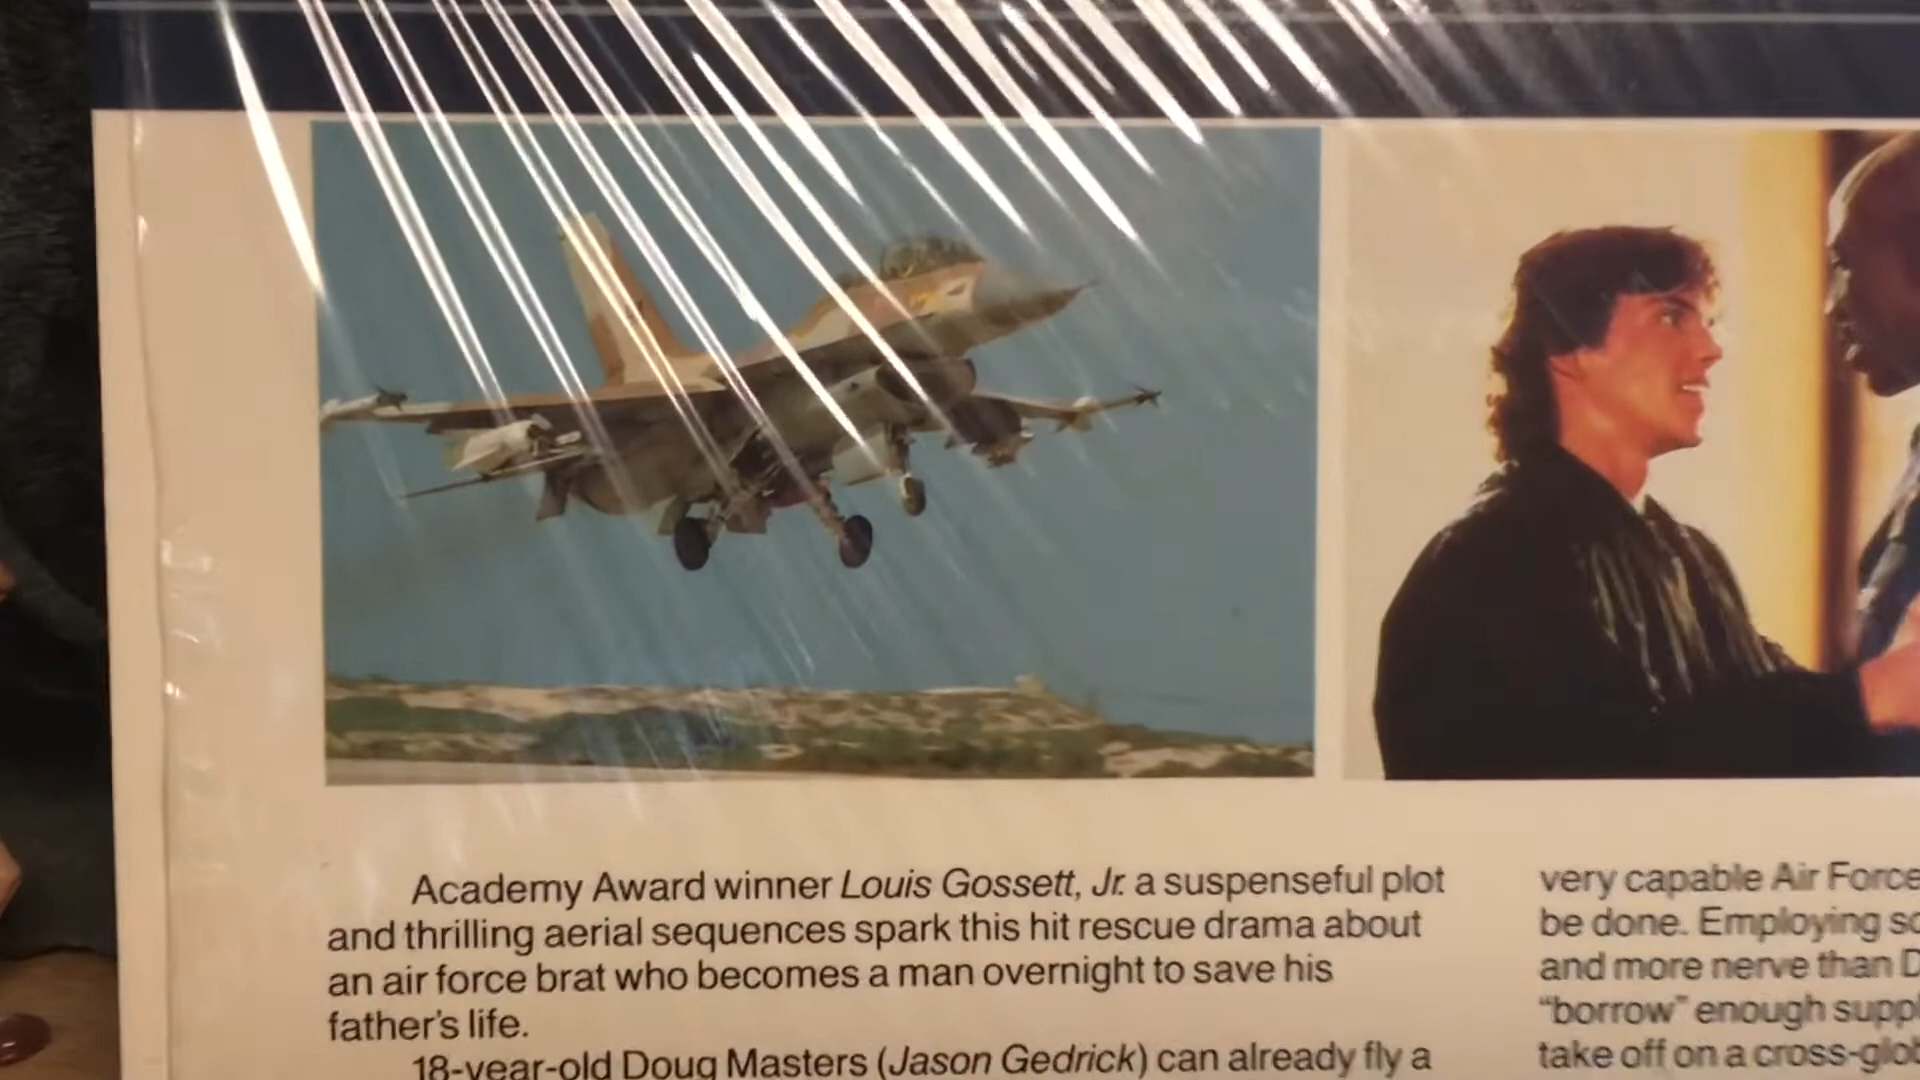 Academy Award winner Louis Gossett, Jr. a suspenseful plot
and thrilling aerial sequences spark this hit rescue drama about
an air force brat who becomes a man overnight to save his
father's life.
18-year-old Doug Masters (Jason Gedrick) can already fly a
very capable Air Force
be done. Employing
and more nerve than
"borrow" enough
take off on a